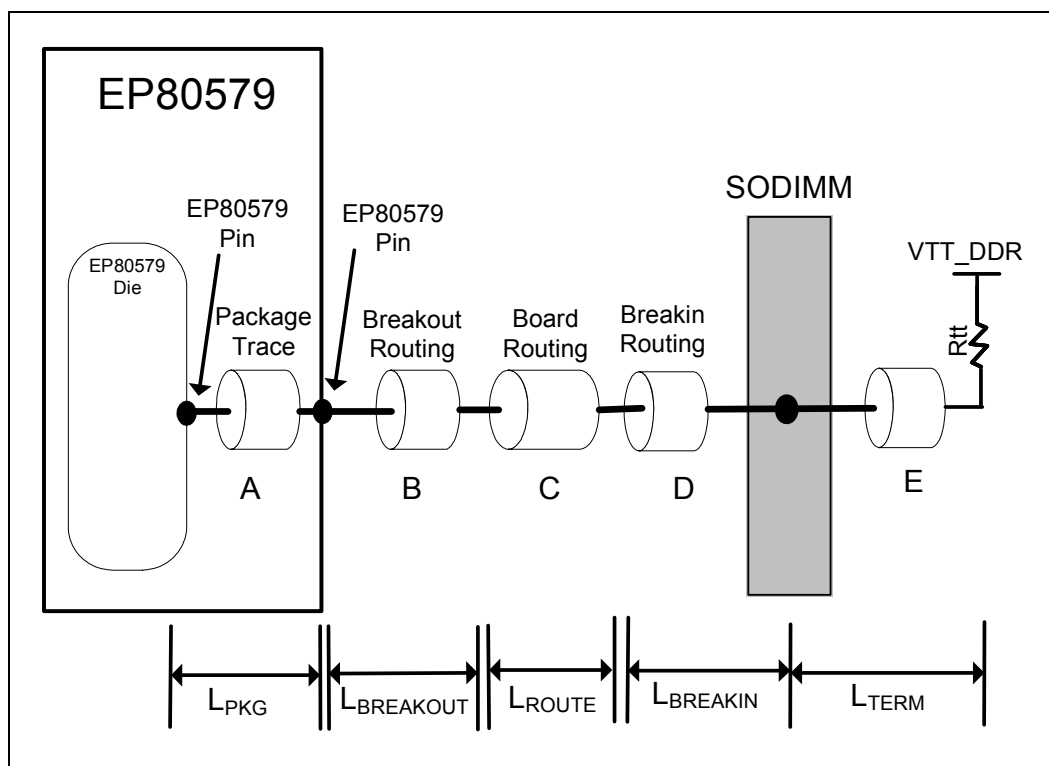 EP80579
SODIMM
EP80579
Pin
EP80579
Pin
VTT_DDR
EP80579
Die
Rtt
Package
Trace
Breakout
Routing
Board
Routing
Breakin
Routing
A
B
C
D
E
LPKG
LBREAKOUT
LROUTE
LBREAKIN
LTERM